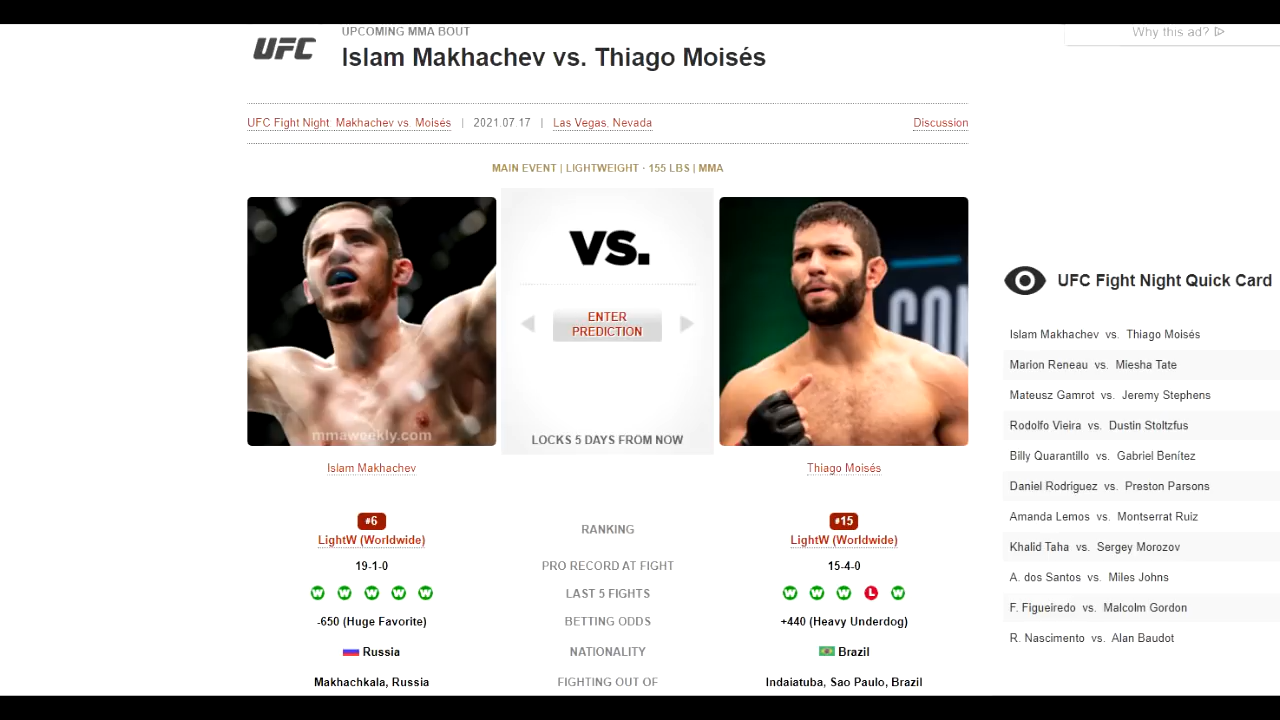 UPCOMING MMA BOUT
Why this ad?
UFC
Islam Makhachev vs. Thiago Moisés
UFC Fight Night: Makhachev vs. Moisés | 2021.07.17 | Las Vegas, Nevada
Discussion
MAIN EVENT | LIGHTWEIGHT · 155 LBS | MMA
VS.
ENTER
PREDICTION
LOCKS 5 DAYS FROM NOW
mmaweekly.com
CON
Islam Makhachev
Thiago Moisés
#6
RANKING
#15
LightW (Worldwide)
LightW (Worldwide)
19-1-0
PRO RECORD AT FIGHT
15-4-0
W W W W W
LAST 5 FIGHTS
W W W L W
-650 (Huge Favorite)
BETTING ODDS
+440 (Heavy Underdog)
Russia
NATIONALITY
Brazil
Makhachkala, Russia
FIGHTING OUT OF
Indaiatuba, Sao Paulo, Brazil
UFC Fight Night Quick Card
Islam Makhachev vs. Thiago Moisés
Marion Reneau vs. Miesha Tate
Mateusz Gamrot vs. Jeremy Stephens
Rodolfo Vieira vs. Dustin Stoltzfus
Billy Quarantillo vs. Gabriel Benítez
Daniel Rodriguez vs. Preston Parsons
Amanda Lemos vs. Montserrat Ruiz
Khalid Taha vs. Sergey Morozov
A. dos Santos vs. Miles Johns
F. Figueiredo vs. Malcolm Gordon
R. Nascimento vs. Alan Baudot